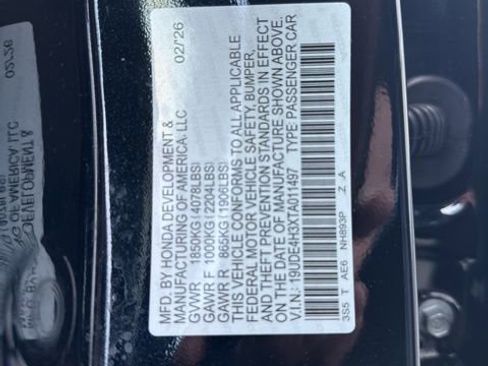 MFD. BY HONDA DEVELOPMENT & 02/26
MANUFACTURING OF AMERICA, LLC
GVWR 1850KG(4078LBS)
GAWR F 1000KG(2204LBS)
GAWR R 865KG(1906LBS)
THIS VEHICLE CONFORMS TO ALL APPLICABLE
FEDERAL MOTOR VEHICLE SAFETY, BUMPER,
AND THEFT PREVENTION STANDARDS IN EFFECT
ON THE DATE OF MANUFACTURE SHOWN ABOVE.
V.I.N.: 19UDE4H3XTA011497 TYPE: PASSENGER CAR
3S5 T AE6 NH893P Z A